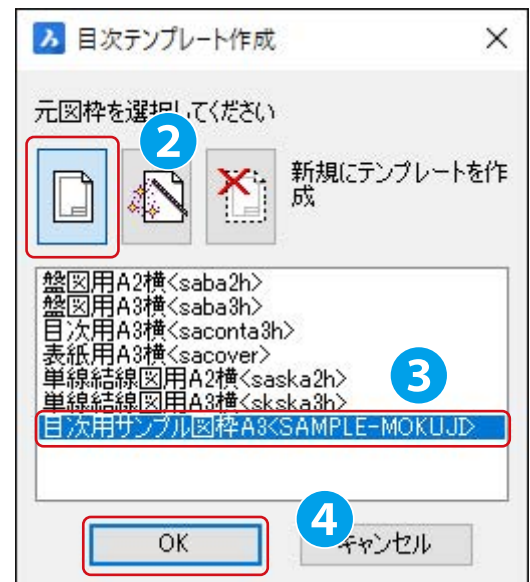 目次テンプレート作成
元図枠を選択してください
2
新規にテンプレートを作
成
盤図用A2横<saba2h>
盤図用A3横<saba3h>
目次用A3横<saconta3h>
表紙用A3横<sacover>
3
単線結線図用A2横<saska2h>
単線結線図用A3横<skska3h>
目次用サンプル図枠A3<SAMPLE-MOKUJI>
4
OK
キャンセル